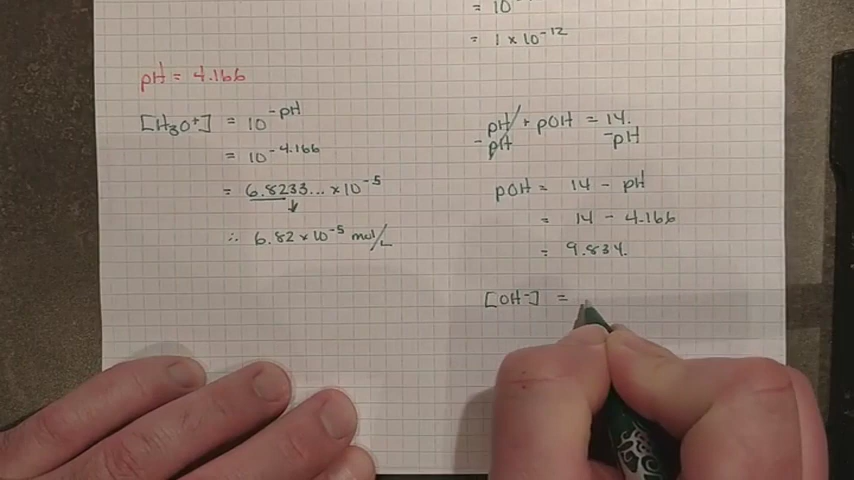 = 10
= 1 × 10⁻¹²
pH = 4.166
[H₃O⁺] = 10⁻ᵖᴴ
= 10⁻⁴·¹⁶⁶
= 6.8233... × 10⁻⁵
↓
∴ 6.82 × 10⁻⁵ mol/L
pH + pOH = 14.
- pH -pH
pOH = 14 - pH
= 14 - 4.166
= 9.834.
[OH⁻] =